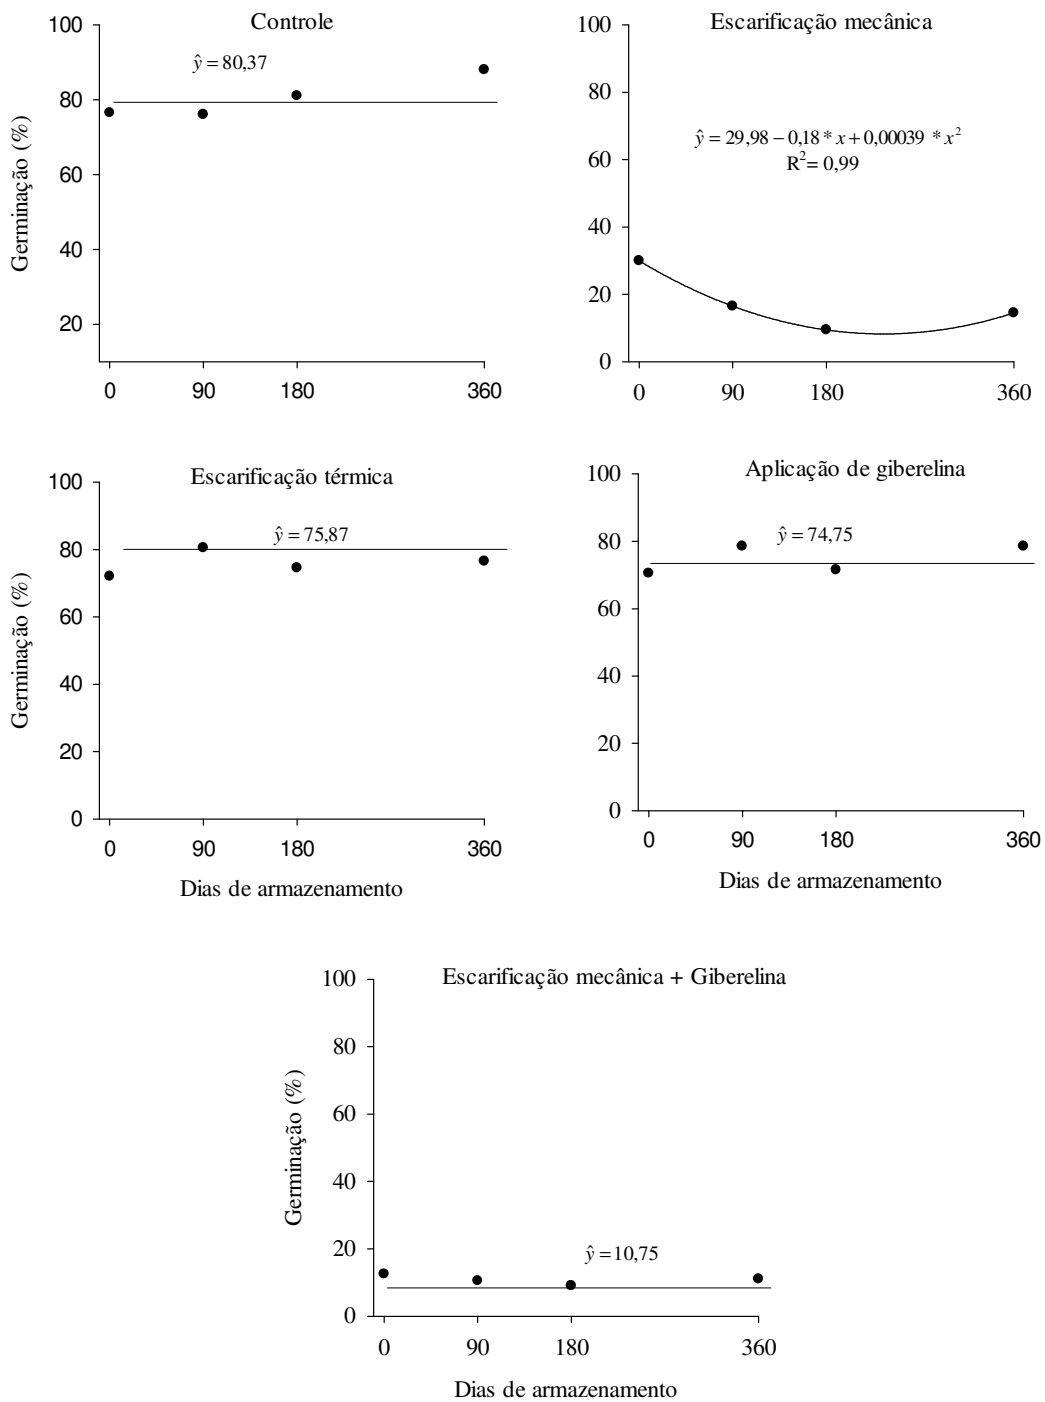 Controle
ŷ = 80,37
Germinação (%)
100
80
60
40
20
0 90 180 360
Escarificação mecânica
ŷ = 29,98 − 0,18 * x + 0,00039 * x²
R²= 0,99
100
80
60
40
20
0
0 90 180 360
Escarificação térmica
ŷ = 75,87
Germinação (%)
100
80
60
40
20
0
0 90 180 360
Dias de armazenamento
Aplicação de giberelina
ŷ = 74,75
100
80
60
40
20
0
0 90 180 360
Dias de armazenamento
Escarificação mecânica + Giberelina
ŷ = 10,75
Germinação (%)
100
80
60
40
20
0
0 90 180 360
Dias de armazenamento